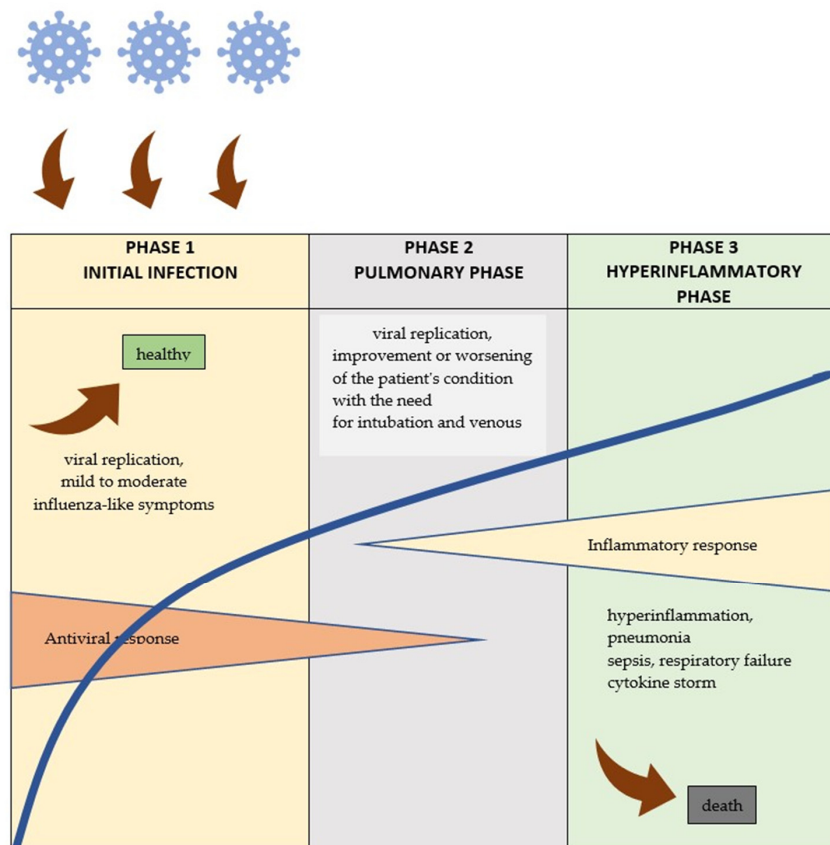 PHASE 1
INITIAL INFECTION
PHASE 2
PULMONARY PHASE
PHASE 3
HYPERINFLAMMATORY
PHASE
healthy
viral replication,
mild to moderate
influenza-like symptoms
Antiviral response
viral replication,
improvement or worsening
of the patient's condition
with the need
for intubation and venous
Inflammatory response
hyperinflammation,
pneumonia
sepsis, respiratory failure
cytokine storm
death